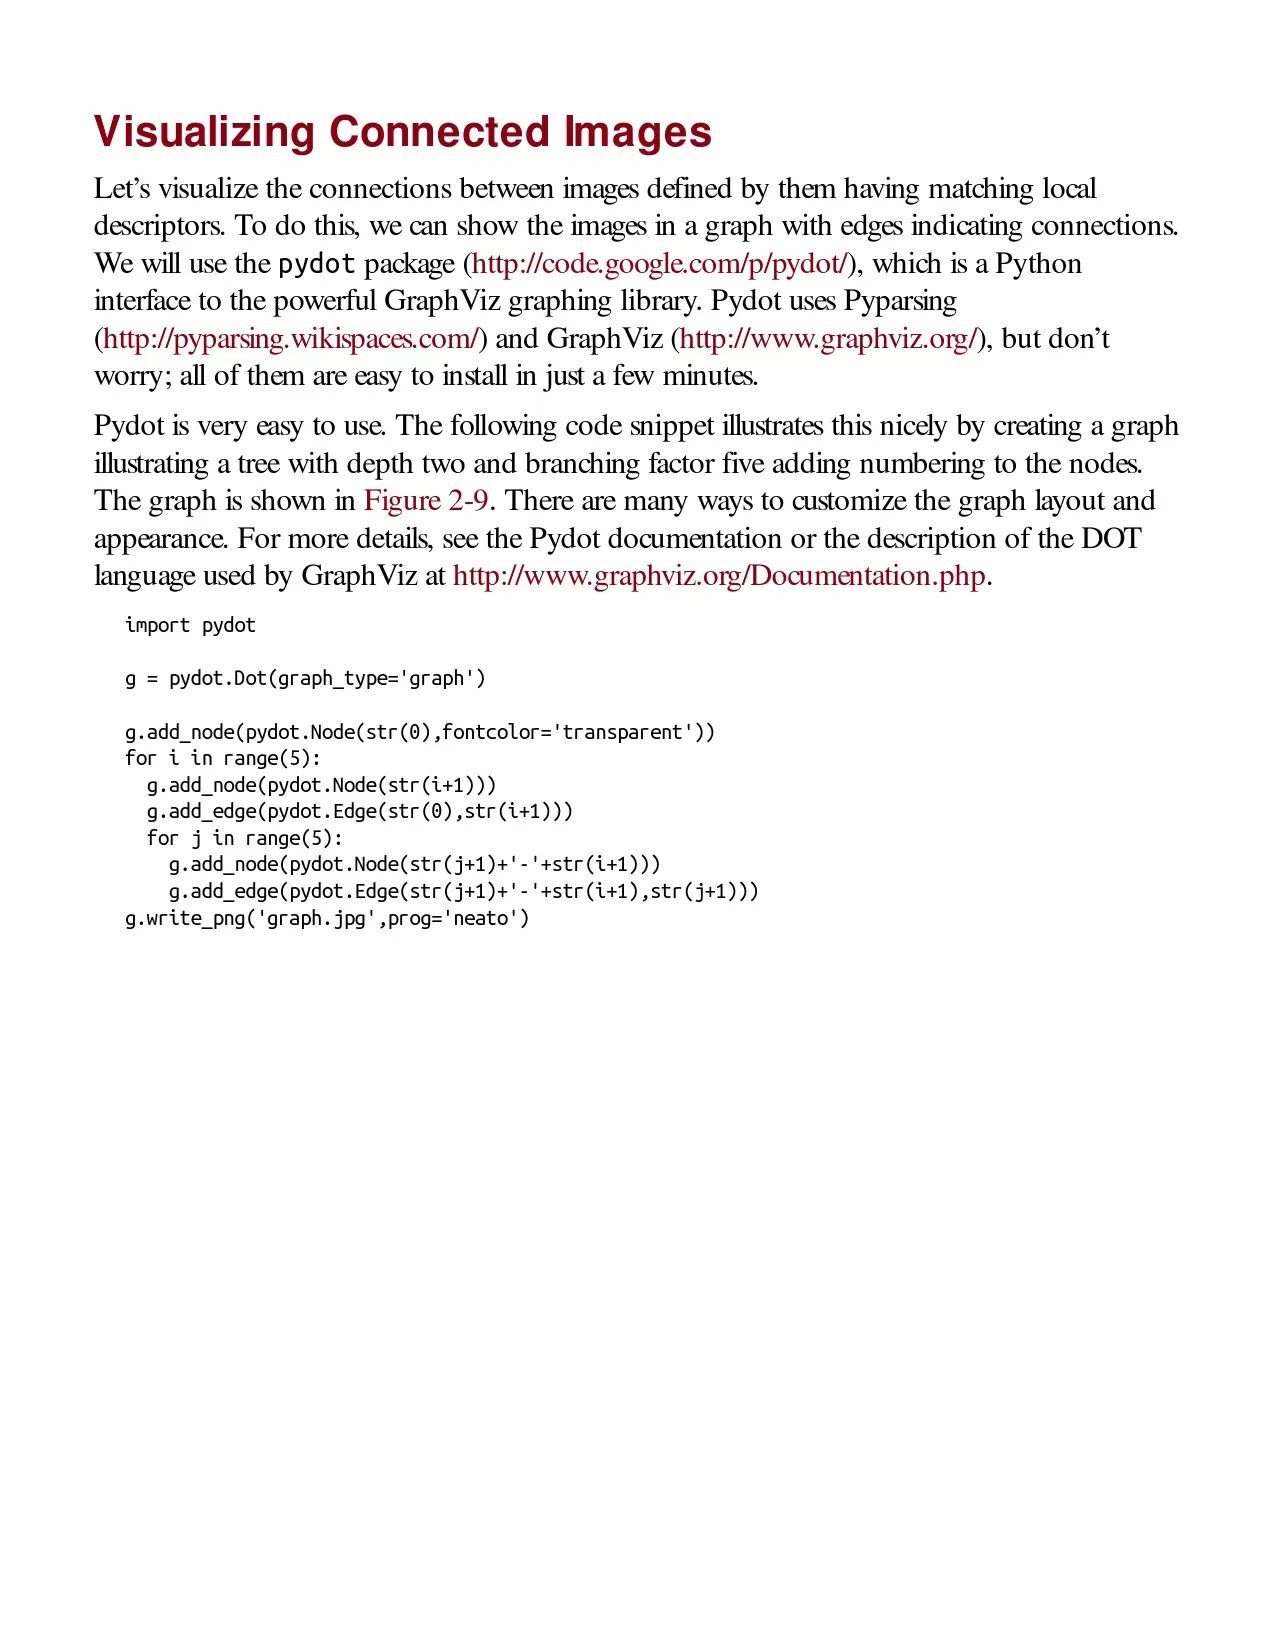 Visualizing Connected Images
Let’s visualize the connections between images defined by them having matching local
descriptors. To do this, we can show the images in a graph with edges indicating connections.
We will use the pydot package (http://code.google.com/p/pydot/), which is a Python
interface to the powerful GraphViz graphing library. Pydot uses Pyparsing
(http://pyparsing.wikispaces.com/) and GraphViz (http://www.graphviz.org/), but don’t
worry; all of them are easy to install in just a few minutes.
Pydot is very easy to use. The following code snippet illustrates this nicely by creating a graph
illustrating a tree with depth two and branching factor five adding numbering to the nodes.
The graph is shown in Figure 2-9. There are many ways to customize the graph layout and
appearance. For more details, see the Pydot documentation or the description of the DOT
language used by GraphViz at http://www.graphviz.org/Documentation.php.
import pydot
g = pydot.Dot(graph_type='graph')
g.add_node(pydot.Node(str(0),fontcolor='transparent'))
for i in range(5):
  g.add_node(pydot.Node(str(i+1)))
  g.add_edge(pydot.Edge(str(0),str(i+1)))
  for j in range(5):
    g.add_node(pydot.Node(str(j+1)+'-'+str(i+1)))
    g.add_edge(pydot.Edge(str(j+1)+'-'+str(i+1),str(j+1)))
g.write_png('graph.jpg',prog='neato')